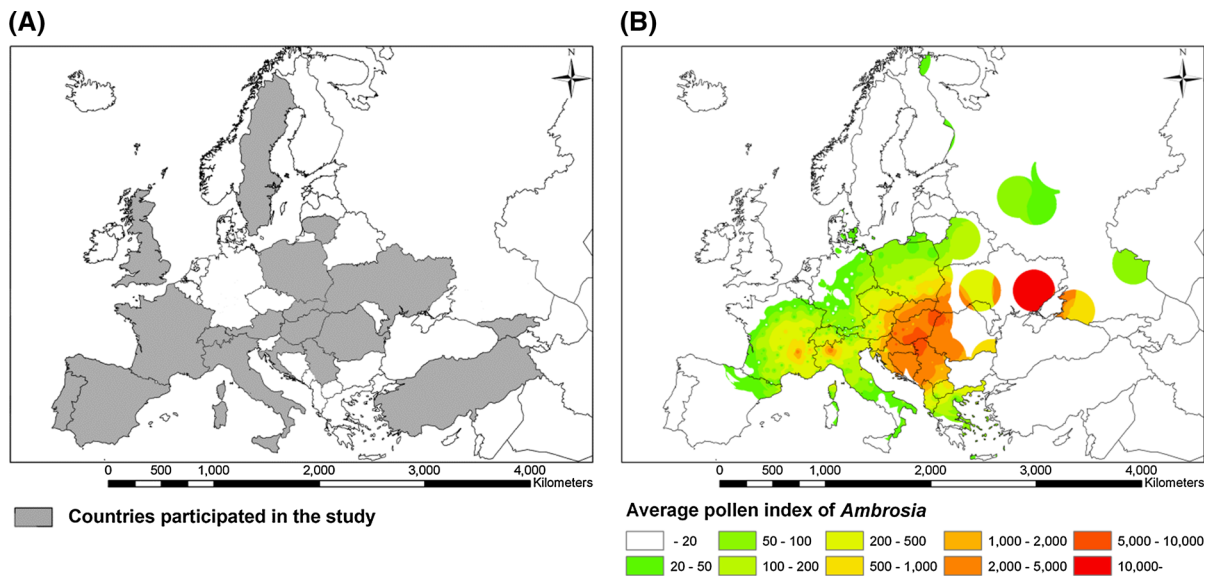 (A)
(B)
N
N
0 500 1,000 2,000 3,000 4,000
Kilometers
0 500 1,000 2,000 3,000 4,000
Kilometers
Countries participated in the study
Average pollen index of Ambrosia
- 20 50 - 100 200 - 500 1,000 - 2,000 5,000 - 10,000
20 - 50 100 - 200 500 - 1,000 2,000 - 5,000 10,000-